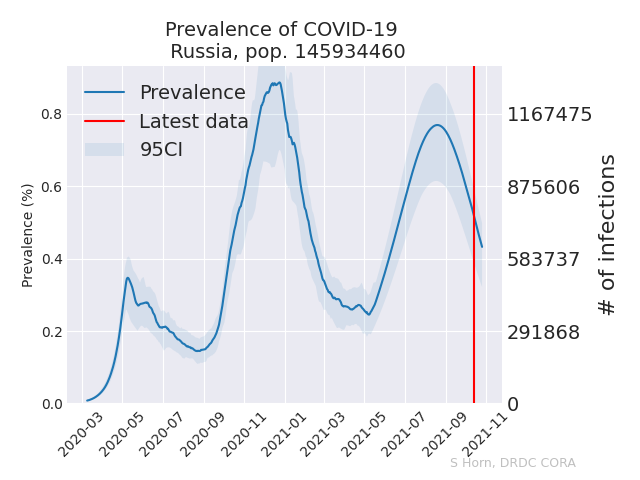 Prevalence of COVID-19
Russia, pop. 145934460
Prevalence
Latest data
95CI
Prevalence (%)
0.8
0.6
0.4
0.2
0.0
1167475
875606
583737
291868
0
# of infections
2020-03
2020-05
2020-07
2020-09
2020-11
2021-01
2021-03
2021-05
2021-07
2021-09
2021-11
S Horn, DRDC CORA